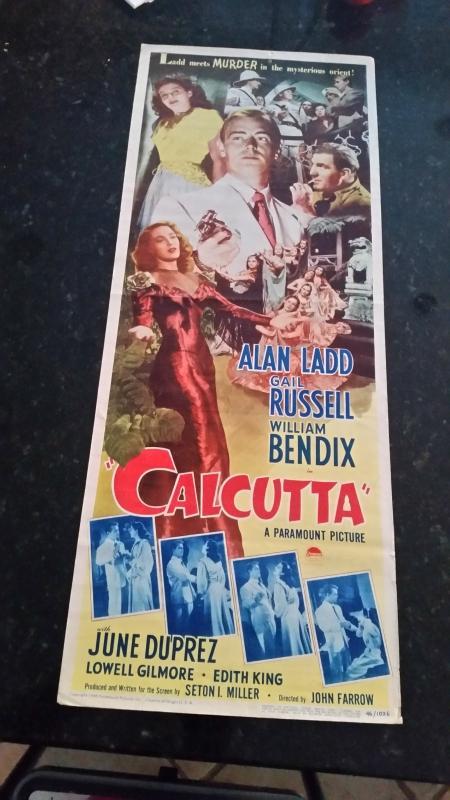 Ladd meets MURDER in the mysterious orient!
ALAN LADD
GAIL
RUSSELL
WILLIAM
BENDIX
in
"CALCUTTA"
A PARAMOUNT PICTURE
with
JUNE DUPREZ
LOWELL GILMORE • EDITH KING
Produced and Written for the Screen by SETON I. MILLER • Directed by JOHN FARROW